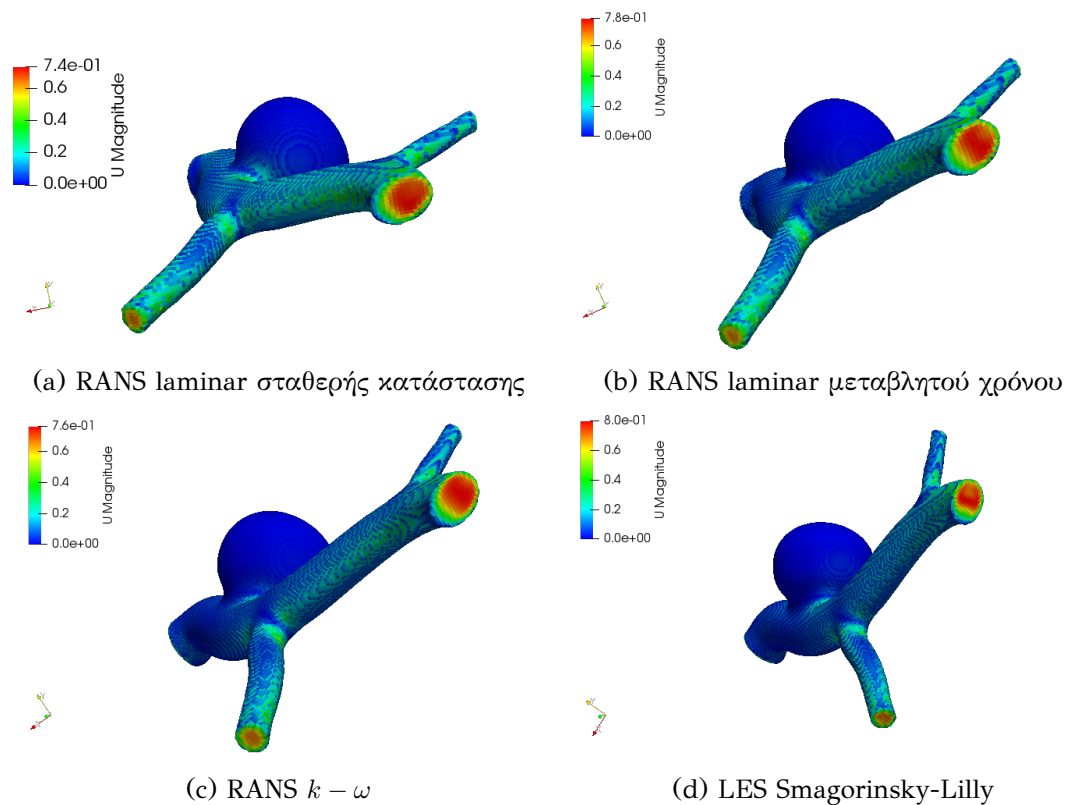 7.4e-01
0.6
0.4
0.2
0.0e+00
U Magnitude
7.8e-01
0.6
0.4
0.2
0.0e+00
U Magnitude
(a) RANS laminar σταθερής κατάστασης
(b) RANS laminar μεταβλητού χρόνου
7.6e-01
0.6
0.4
0.2
0.0e+00
U Magnitude
8.0e-01
0.6
0.4
0.2
0.0e+00
U Magnitude
(c) RANS k − ω
(d) LES Smagorinsky-Lilly